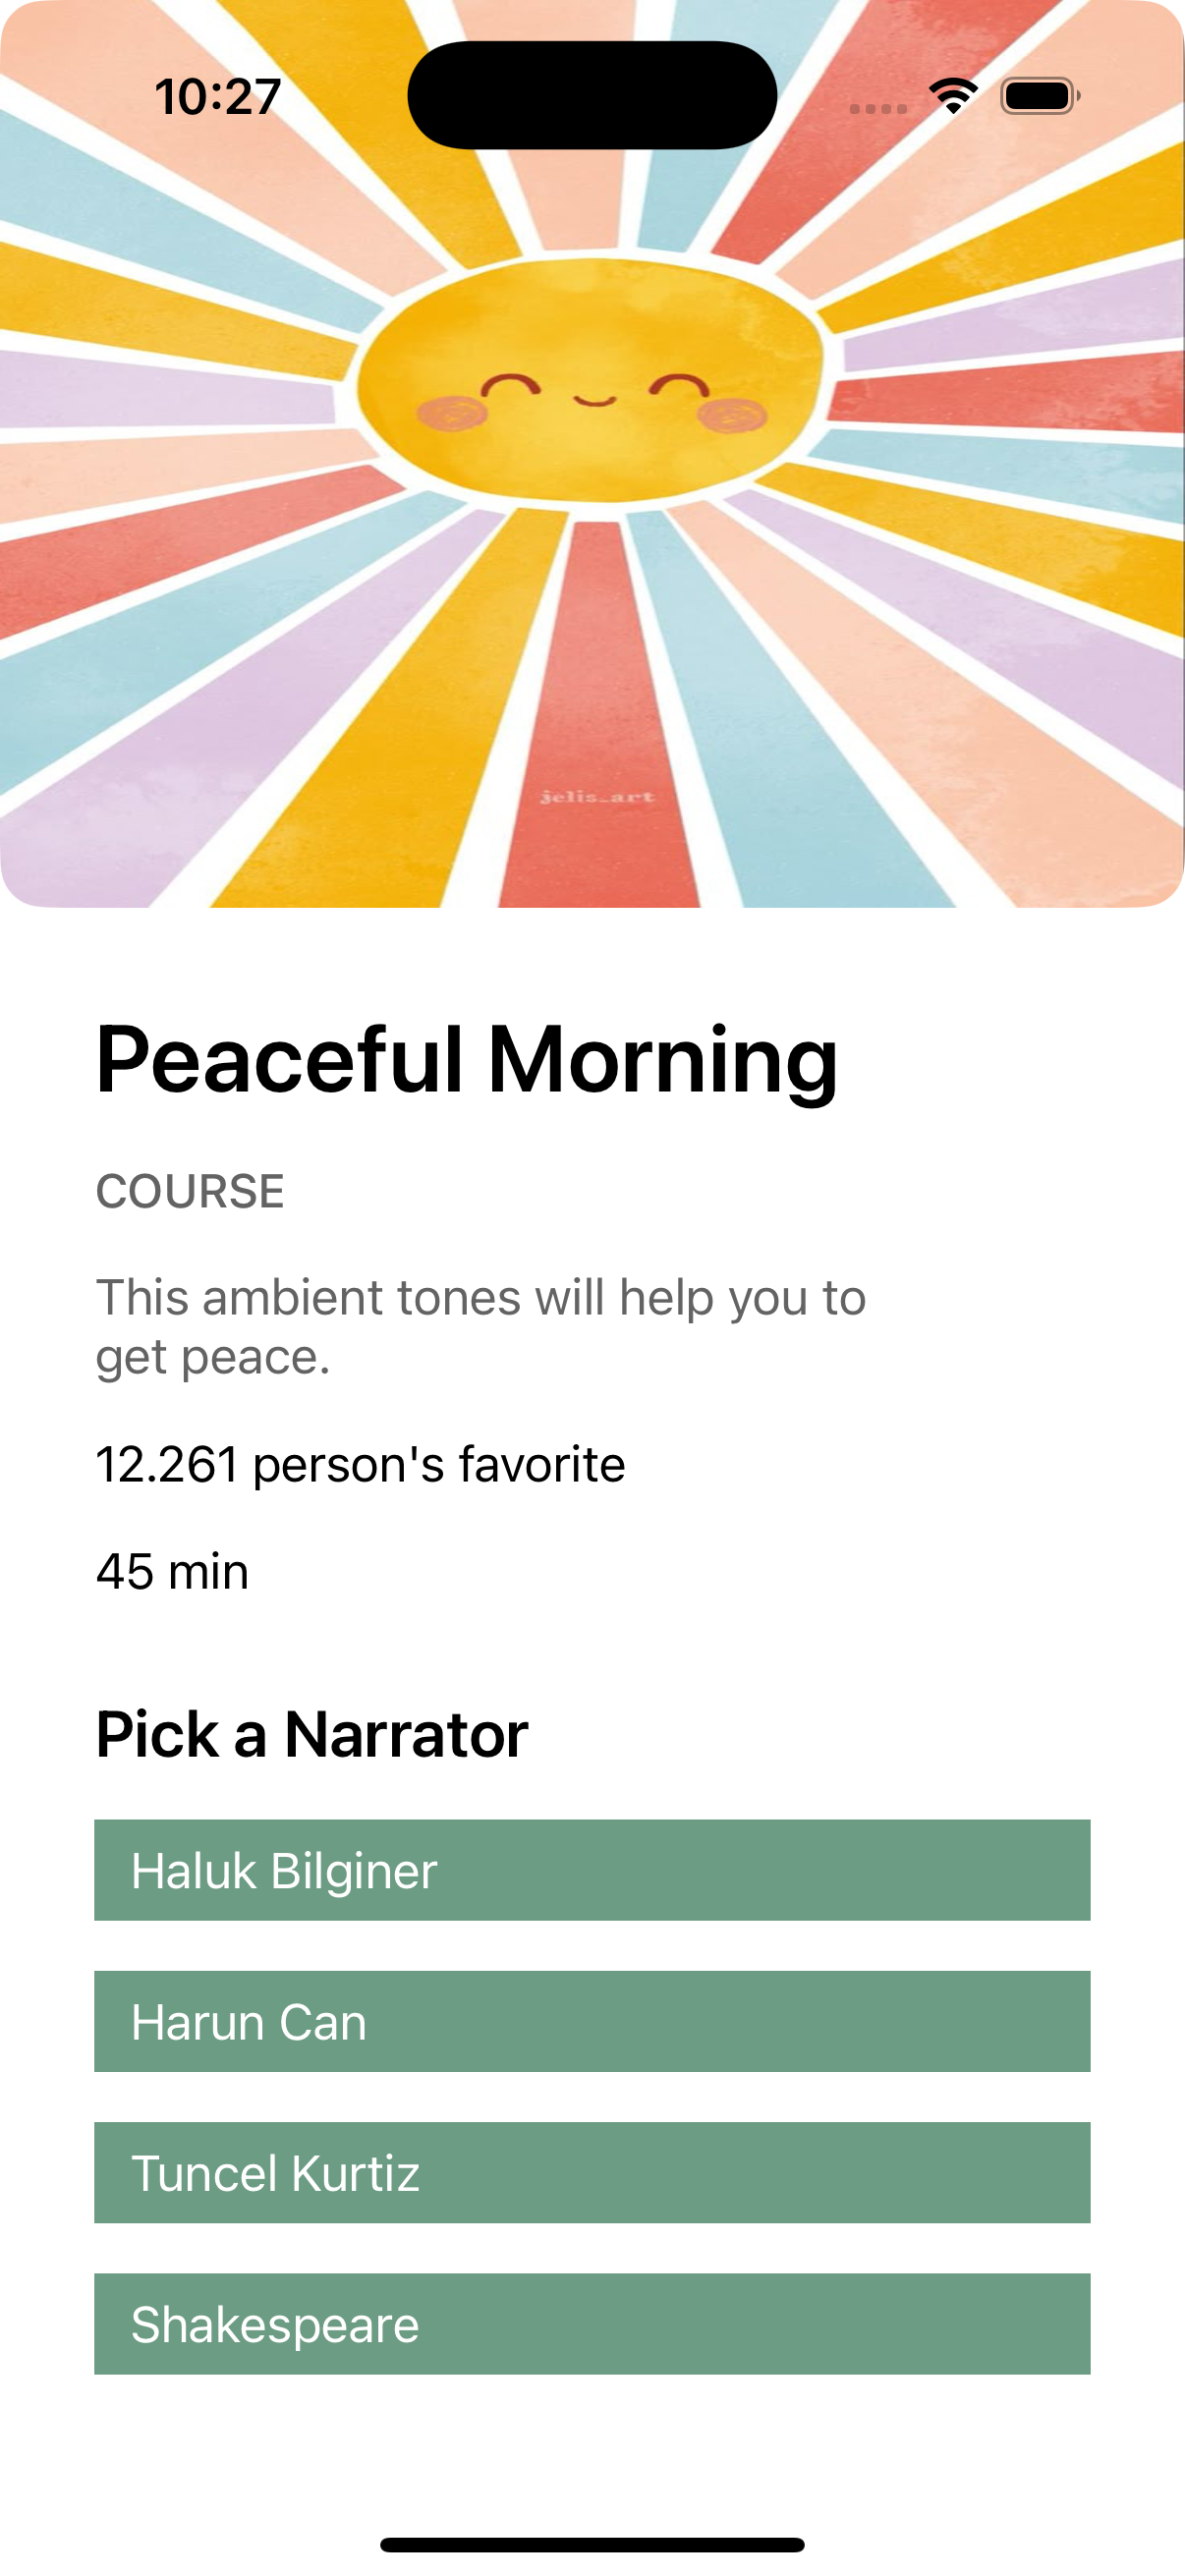 10:27
jelis_art
Peaceful Morning
COURSE
This ambient tones will help you to
get peace.
12.261 person's favorite
45 min
Pick a Narrator
Haluk Bilginer
Harun Can
Tuncel Kurtiz
Shakespeare